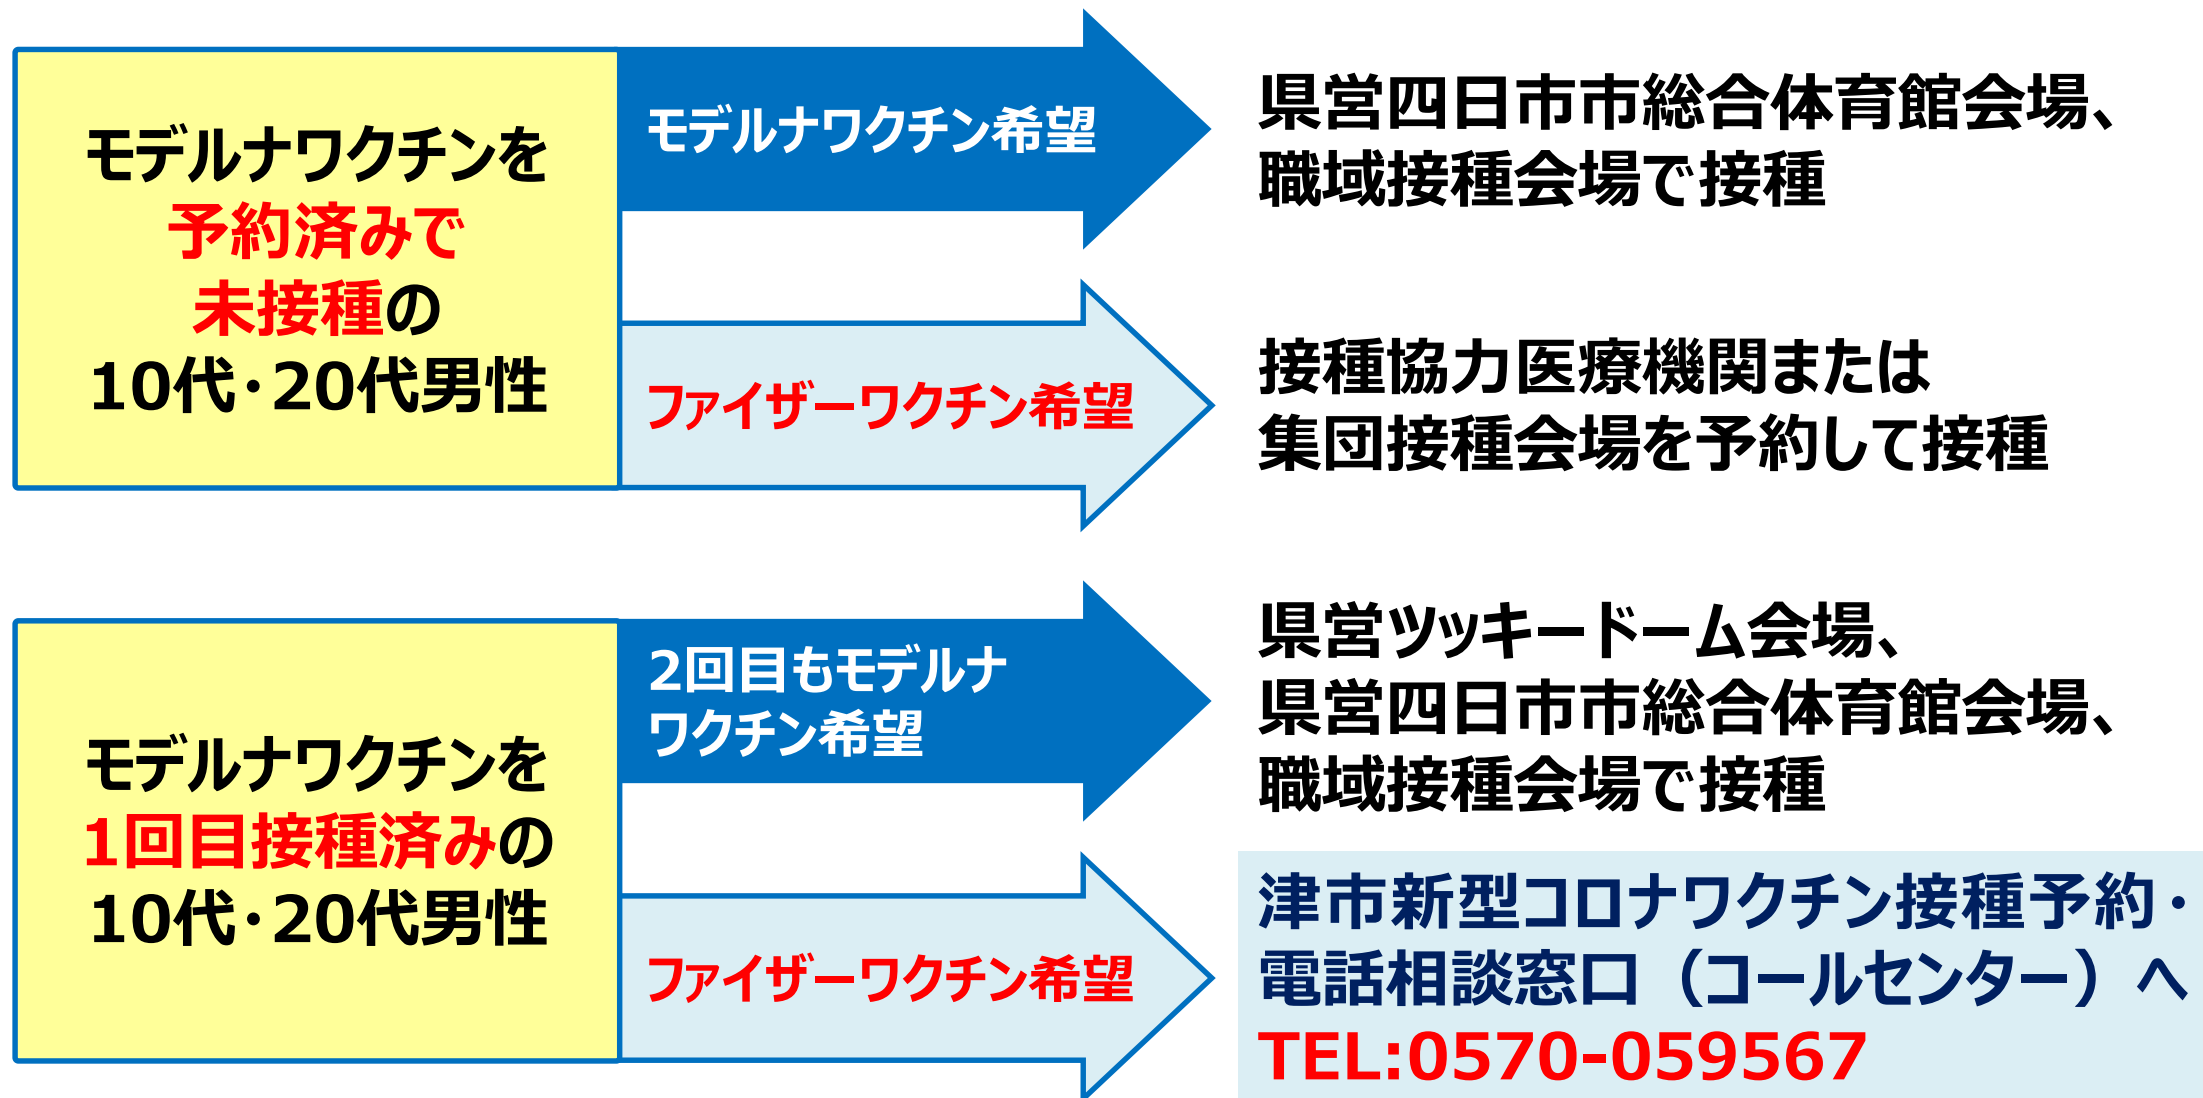 モデルナワクチンを
予約済みで
未接種の
10代・20代男性
モデルナワクチン希望
県営四日市市総合体育館会場、
職域接種会場で接種
ファイザーワクチン希望
接種協力医療機関または
集団接種会場を予約して接種
モデルナワクチンを
1回目接種済みの
10代・20代男性
2回目もモデルナ
ワクチン希望
県営ツッキードーム会場、
県営四日市市総合体育館会場、
職域接種会場で接種
ファイザーワクチン希望
津市新型コロナワクチン接種予約・
電話相談窓口（コールセンター）へ
TEL:0570-059567